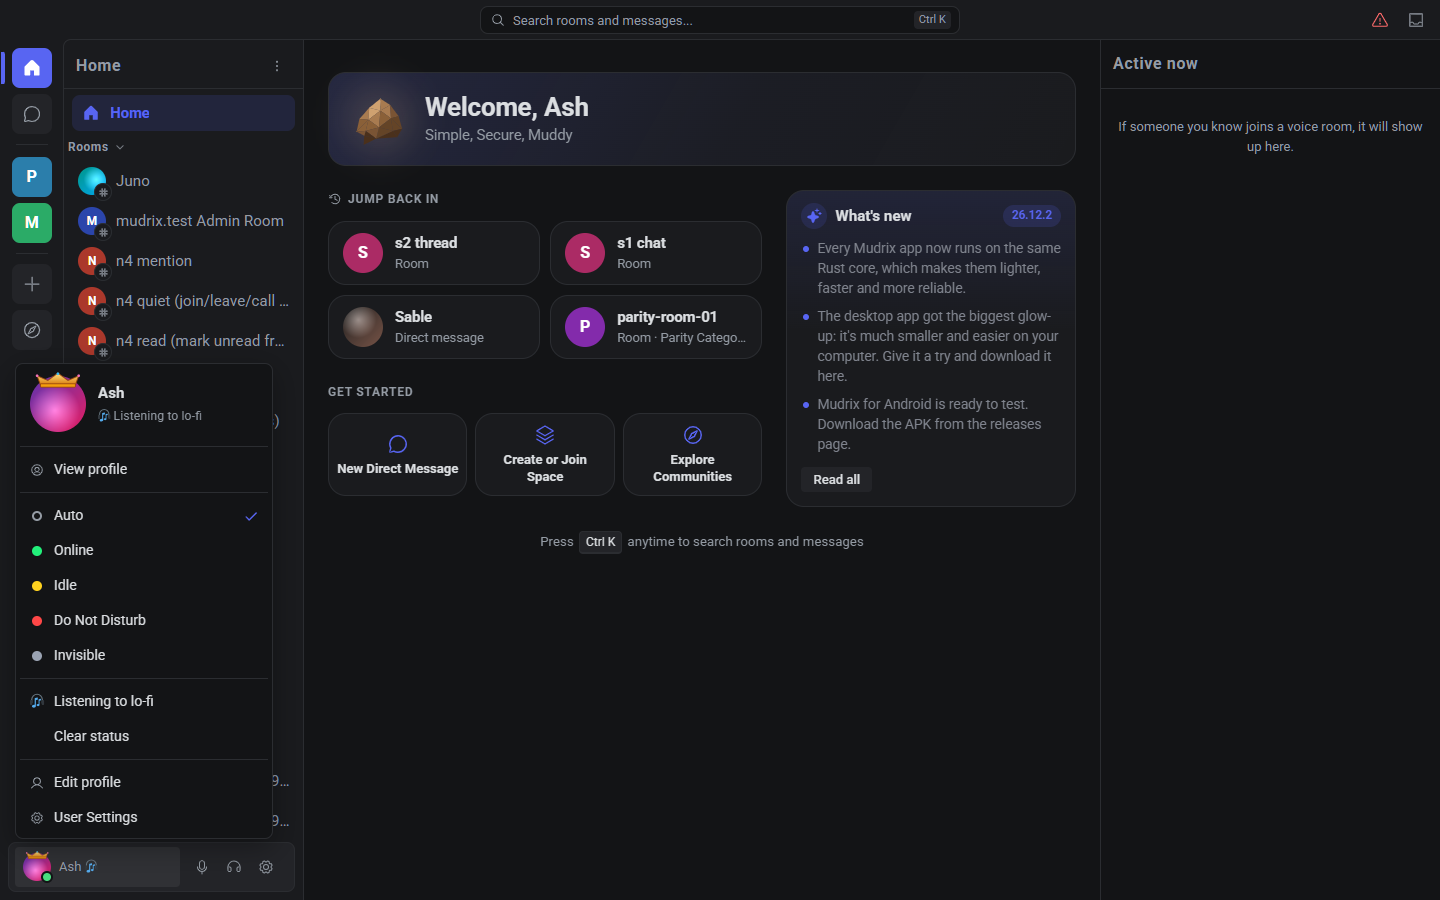 Search rooms and messages...
Ctrl K
Home
Home
Rooms
Juno
mudrix.test Admin Room
n4 mention
n4 quiet (join/leave/call ...
n4 read (mark unread fr...
P
M
M
N
N
N
Ash
Listening to lo-fi
View profile
Auto
Online
Idle
Do Not Disturb
Invisible
Listening to lo-fi
Clear status
Edit profile
User Settings
)
9...
9...
Ash
Welcome, Ash
Simple, Secure, Muddy
JUMP BACK IN
S
s2 thread
Room
S
s1 chat
Room
Sable
Direct message
P
parity-room-01
Room · Parity Catego...
GET STARTED
New Direct Message
Create or Join
Space
Explore
Communities
What's new
26.12.2
Every Mudrix app now runs on the same
Rust core, which makes them lighter,
faster and more reliable.
The desktop app got the biggest glow-
up: it's much smaller and easier on your
computer. Give it a try and download it
here.
Mudrix for Android is ready to test.
Download the APK from the releases
page.
Read all
Press Ctrl K anytime to search rooms and messages
Active now
If someone you know joins a voice room, it will show
up here.